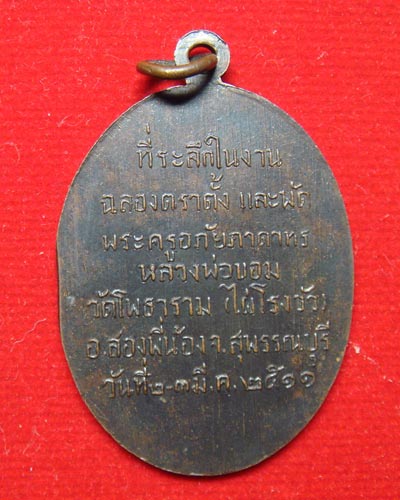 ที่ระลึกในงาน
ฉลองตราตั้ง และพัด
พระครูอภัยภาดาทร
หลวงพ่อขอม
วัดโพธาราม (ไผ่โรงวัว)
อ.สองพี่น้อง จ.สุพรรณบุรี
วันที่๒-๓มี.ค.๒๕๑๑